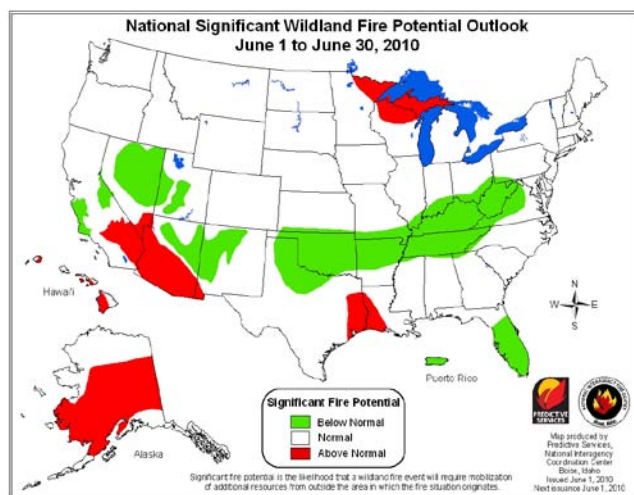 National Significant Wildland Fire Potential Outlook
June 1 to June 30, 2010
Hawai'i
N
W E
S
Alaska
Puerto Rico
Significant Fire Potential
Below Normal
Normal
Above Normal
PREDICTIVE
SERVICES
Map produced by
Predictive Services,
National Interagency
Coordination Center
Boise, Idaho
Issued June 1, 2010
Next issuance June 1, 2010
Significant fire potential is the likelihood that a wildland fire event will require mobilization
of additional resources from outside the area in which the fire situation originates.